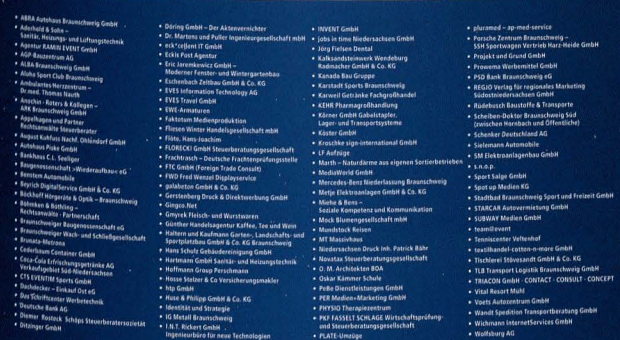 • ABRA Autohaus Braunschweig GmbH
• Aderhold & Sohn –
Sanitär, Heizungs- und Lüftungstechnik
• Agentur KAMIN EVENT GmbH
• AGP Bauzentrum AG
• ALBA Braunschweig GmbH
• Aloha Sport Club Braunschweig
• Ambulantes Herzzentrum –
Dr. med. Thomas Nauth
• Anochin · Roters & Kollegen –
ARK Braunschweig GmbH
• Appelhagen und Partner
Rechtsanwälte Steuerberater
• August Kuhfuss Nachf. Ohlendorf GmbH
• Autohaus Piske GmbH
• Bankhaus C.L. Seeliger
• Baugenossenschaft »Wiederaufbau« eG
• Benstem Automobile
• Beyrich DigitalService GmbH & Co. KG
• Böckhoff Hörgeräte & Optik – Braunschweig
• Böhmken & Böthling –
Rechtsanwälte · Partnerschaft
• Braunschweiger Baugenossenschaft eG
• Braunschweiger Wach- und Schließgesellschaft
• Brunata-Metrona
• Cederbaum Container GmbH
• Coca-Cola Erfrischungsgetränke AG
Verkaufsgebiet Süd-Niedersachsen
• CTS EVENTIM Sports GmbH
• Dachdecker – Einkauf Ost eG
• Das Schriftcenter Werbetechnik
• Deutsche Bank AG
• Diemer Rosteck Schöps Steuerberatersozietät
• Ditzinger GmbH
• Döring GmbH – Der Aktenvernichter
• Dr. Martens und Puller Ingenieurgesellschaft mbH
• eck*cellent IT GmbH
• Eckis Post Agentur
• Eric Jaremkewicz GmbH –
Moderner Fenster- und Wintergartenbau
• Eschenbach Zeltbau GmbH & Co. KG
• EVES Information Technology AG
• EVES Travel GmbH
• EWE-Armaturen
• Faktotum Medienproduktion
• Fliesen Winter Handelsgesellschaft mbH
• Flöte, Hans-Joachim
• FLORECKI GmbH Steuerberatungsgesellschaft
• Frachtrasch – Deutsche Frachtenprüfungsstelle
• FTC GmbH (Foreign Trade Consult)
• FWD Fred Wenzel Displayservice
• galabeton GmbH & Co. KG
• Gerstenberg Druck & Direktwerbung GmbH
• Gingco.Net
• Gmyrek Fleisch- und Wurstwaren
• Günther Handelsagentur Kaffee, Tee und Wein
• Haltern und Kaufmann Garten-, Landschafts- und
Sportplatzbau GmbH & Co. KG Braunschweig
• Hans Schulz Gebäudereinigung GmbH
• Hartmann GmbH Sanitär- und Heizungstechnik
• Hoffmann Group Perschmann
• Hosse Stelzer & Co Versicherungsmakler
• htp GmbH
• Huse & Philipp GmbH & Co. KG
• Identität und Strategie
• IG Metall Braunschweig
• I.N.T. Rickert GmbH
Ingenieurbüro für neue Technologien
• INVENT GmbH
• jobs in time Niedersachsen GmbH
• Jörg Fielsen Dental
• Kalksandsteinwerk Wendeburg
Radmacher GmbH & Co. KG
• Kanada Bau Gruppe
• Karstadt Sports Braunschweig
• Karweil Getränke Fachgroßhandel
• KEHR Pharmagroßhandlung
• Körner GmbH Gabelstapler,
Lager- und Transportsysteme
• Köster GmbH
• Kroschke sign-international GmbH
• LF Aufzüge
• Marth – Naturdärme aus eigenen Sortierbetrieben
• MediaWorld GmbH
• Mercedes-Benz Niederlassung Braunschweig
• Metje Elektroanlagen GmbH & Co. KG
• Miehe & Bens –
Soziale Kompetenz und Kommunikation
• Mock Blumengesellschaft mbH
• Mundstock Reisen
• MT Massivhaus
• Niedersachsen Druck Inh. Patrick Bähr
• Novatas Steuerberatungsgesellschaft
• O. M. Architekten BDA
• Oskar Kämmer Schule
• PeBe Dienstleistungen GmbH
• PER Medien+Marketing GmbH
• PHYSIO Therapiezentrum
• PKF FASSELT SCHLAGE Wirtschaftsprüfung-
und Steuerberatungsgesellschaft
• PLATE-Umzüge
• pluramed – ap-med-service
• Porsche Zentrum Braunschweig –
SSH Sportwagen Vertrieb Harz-Heide GmbH
• Projekt und Grund GmbH
• Prowema Werbemittel GmbH
• PSD Bank Braunschweig eG
• REGIO Verlag für regionales Marketing
Südostniedersachsen GmbH
• Rüdebusch Baustoffe & Transporte
• Scheiben-Doktor Braunschweig Süd
(zwischen Hornbach und Öffentliche)
• Schenker Deutschland AG
• Sielemann Automobile
• SM Elektroanlagenbau GmbH
• s.n.o.p.
• Sport Salge GmbH
• Spot up Medien KG
• Stadtbad Braunschweig Sport und Freizeit GmbH
• STARCAR Autovermietung GmbH
• SUBWAY Medien GmbH
• team@event
• Tenniscenter Veltenhof
• textilhandel-cotton-n-more GmbH
• Tischlerei Stövesandt GmbH & Co. KG
• TLB Transport Logistik Braunschweig GmbH
• TRIACON GmbH · CONTACT · CONSULT · CONCEPT
• Vital Resort Mühl
• Voets Autozentrum GmbH
• Wandt Spedition Transportberatung GmbH
• Wichmann InternetServices GmbH
• Wolfsburg AG